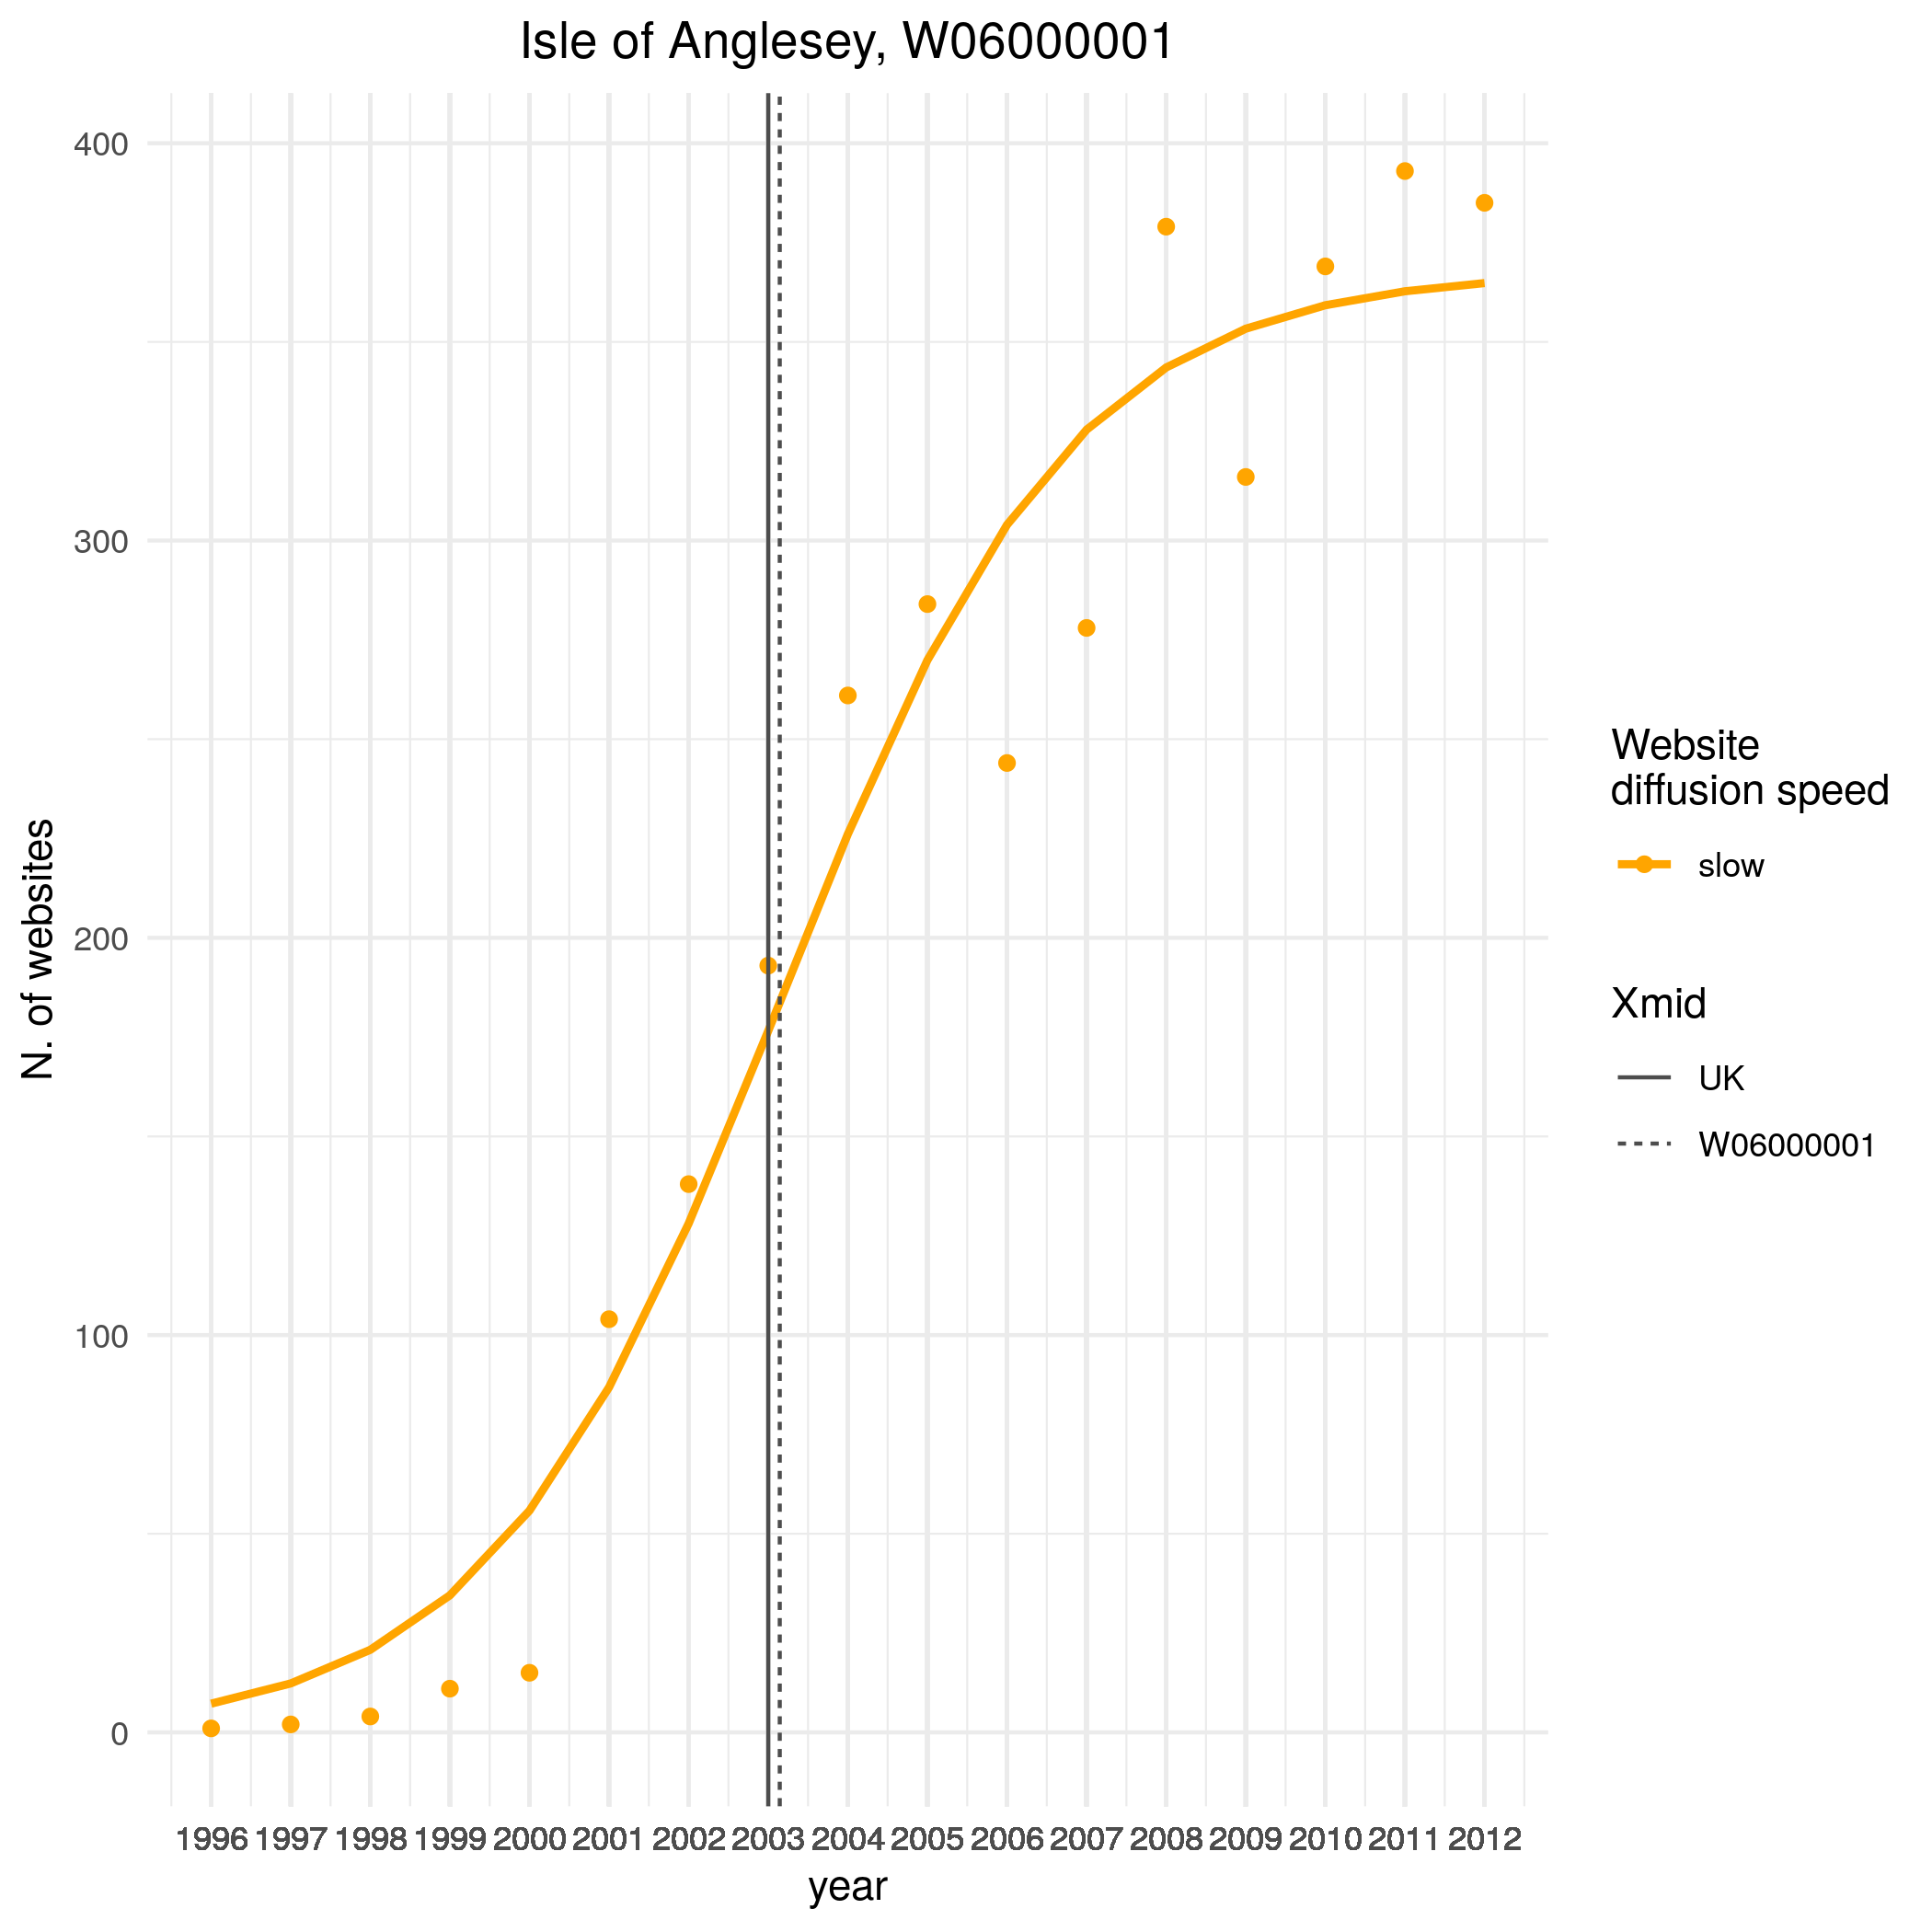 Isle of Anglesey, W06000001
400
300
200
100
0
N. of websites
1996 1997 1998 1999 2000 2001 2002 2003 2004 2005 2006 2007 2008 2009 2010 2011 2012
year
Website
diffusion speed
slow
Xmid
UK
W06000001